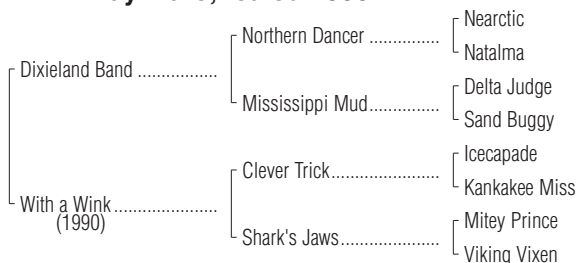 Nearctic
Northern Dancer ...............
Natalma
Dixieland Band .................
Delta Judge
Mississippi Mud...............
Sand Buggy
Icecapade
Clever Trick.......................
Kankakee Miss
With a Wink......................
(1990)
Mitey Prince
Shark's Jaws.....................
Viking Vixen